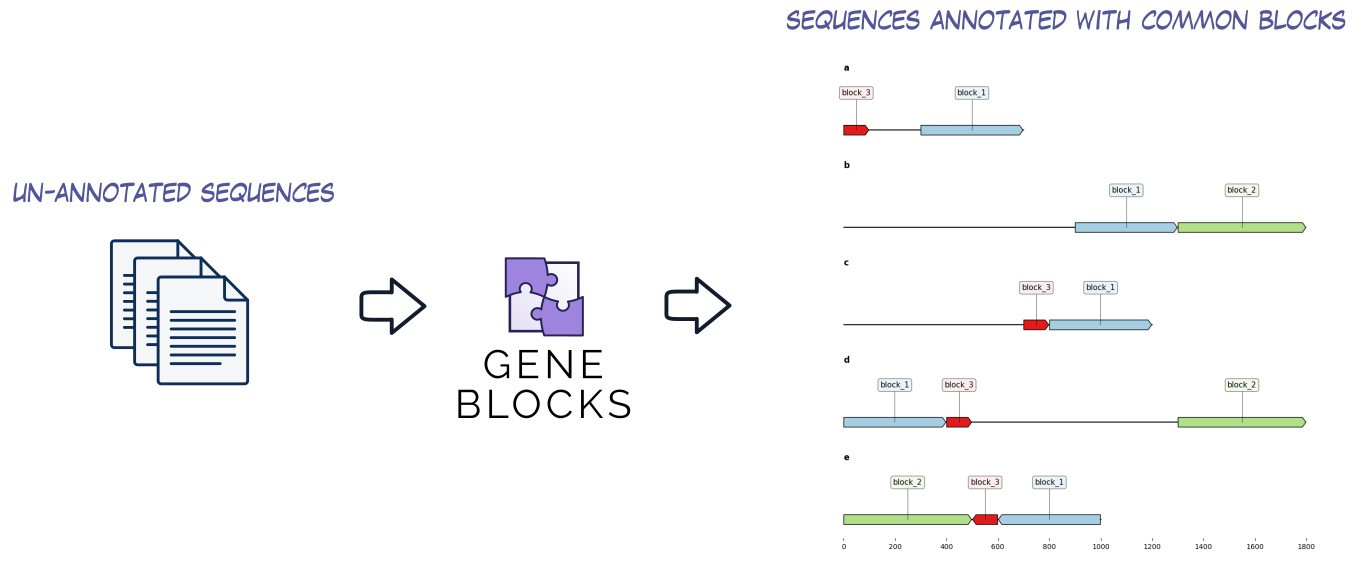 SEQUENCES ANNOTATED WITH COMMON BLOCKS
UN-ANNOTATED SEQUENCES
GENE
BLOCKS
a
block_3 block_1
b
block_1 block_2
c
block_3 block_1
d
block_1 block_3 block_2
e
block_2 block_3 block_1
0 200 400 600 800 1000 1200 1400 1600 1800